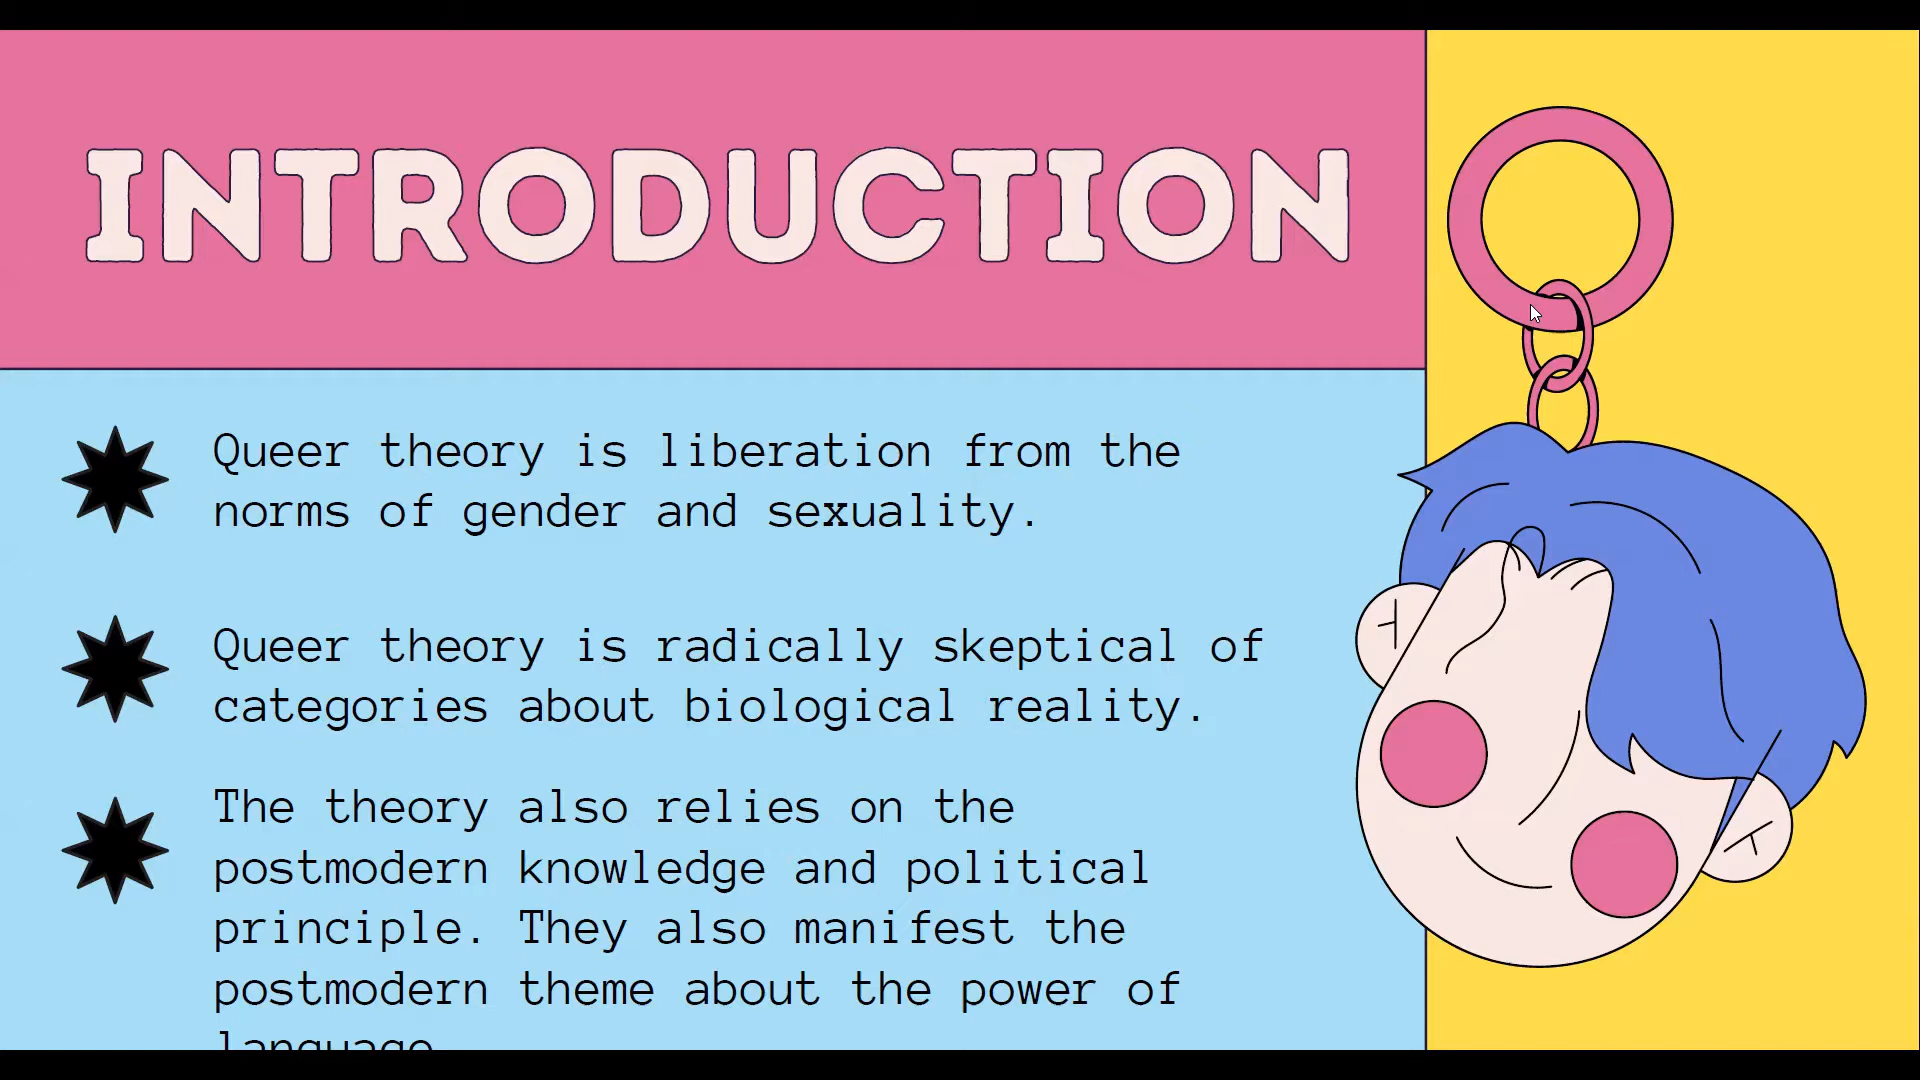 INTRODUCTION
Queer theory is liberation from the
norms of gender and sexuality.
Queer theory is radically skeptical of
categories about biological reality.
The theory also relies on the
postmodern knowledge and political
principle. They also manifest the
postmodern theme about the power of
language